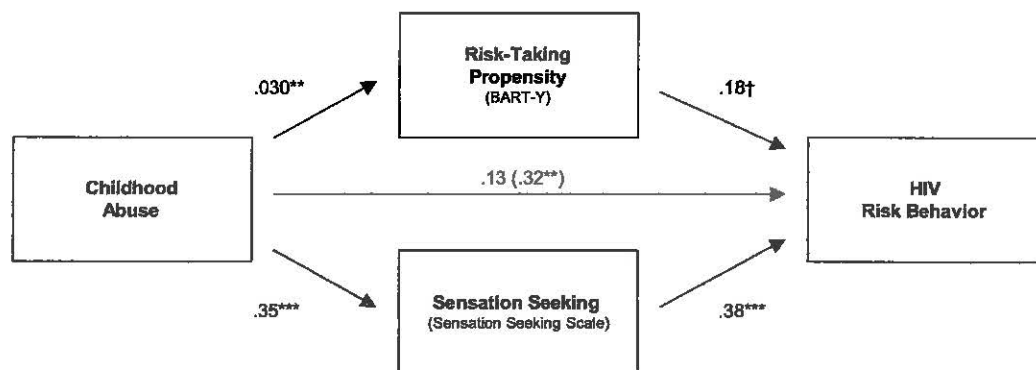 Risk-Taking
Propensity
(BART-Y)
.030**
.18†
Childhood
Abuse
.13 (.32**)
HIV
Risk Behavior
.35***
Sensation Seeking
(Sensation Seeking Scale)
.38***